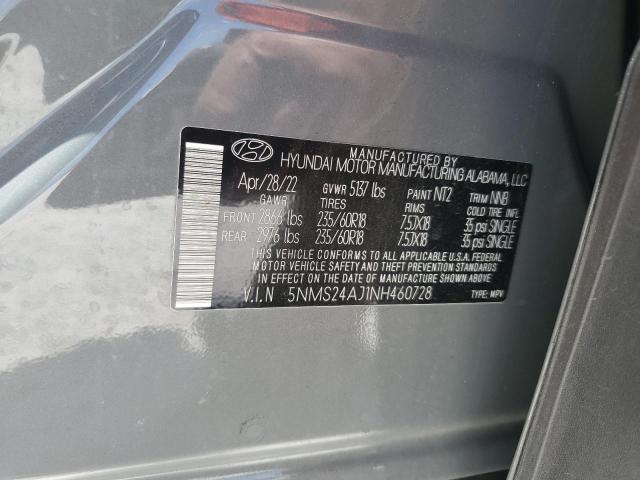 MANUFACTURED BY
HYUNDAI MOTOR MANUFACTURING ALABAMA, LLC
Apr/28/22 GVWR 5137 lbs PAINT NT2 TRIM NNB
GAWR TIRES RIMS COLD TIRE INFL
FRONT 2866 lbs 235/60R18 7.5JX18 35 psi SINGLE
REAR 2976 lbs 235/60R18 7.5JX18 35 psi SINGLE
THIS VEHICLE CONFORMS TO ALL APPLICABLE U.S.A. FEDERAL
MOTOR VEHICLE SAFETY, BUMPER AND THEFT PREVENTION
STANDARDS IN EFFECT ON THE DATE OF
MANUFACTURE SHOWN ABOVE.
V.I.N 5NMS24AJ1NH460728 TYPE: MPV